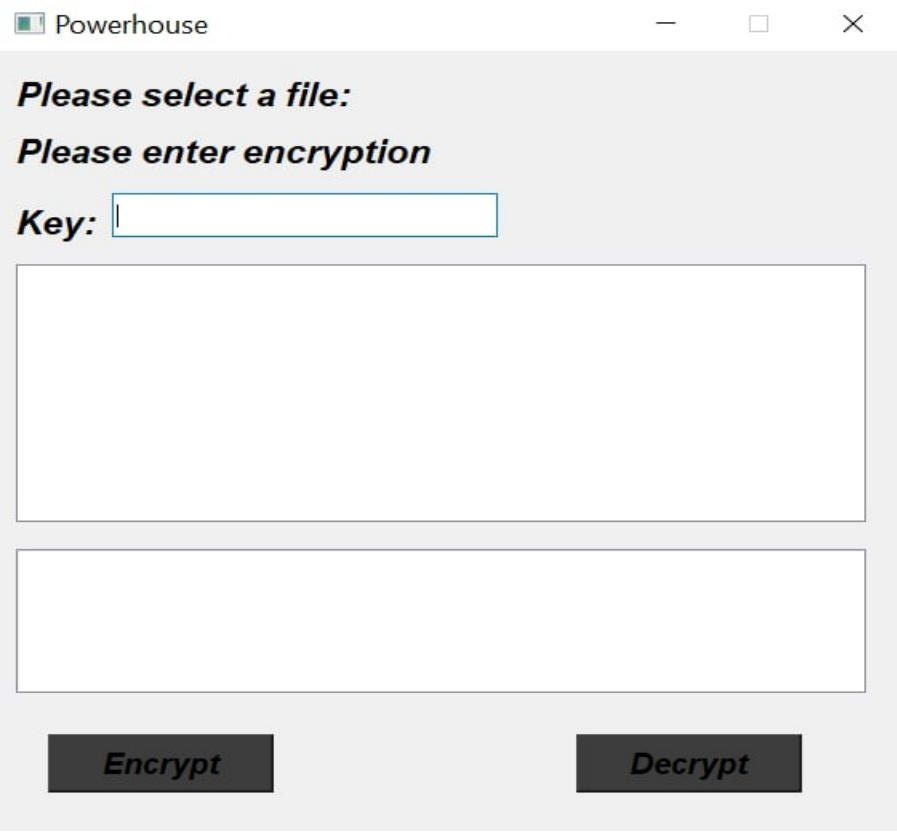 Powerhouse
Please select a file:
Please enter encryption
Key:
Encrypt
Decrypt